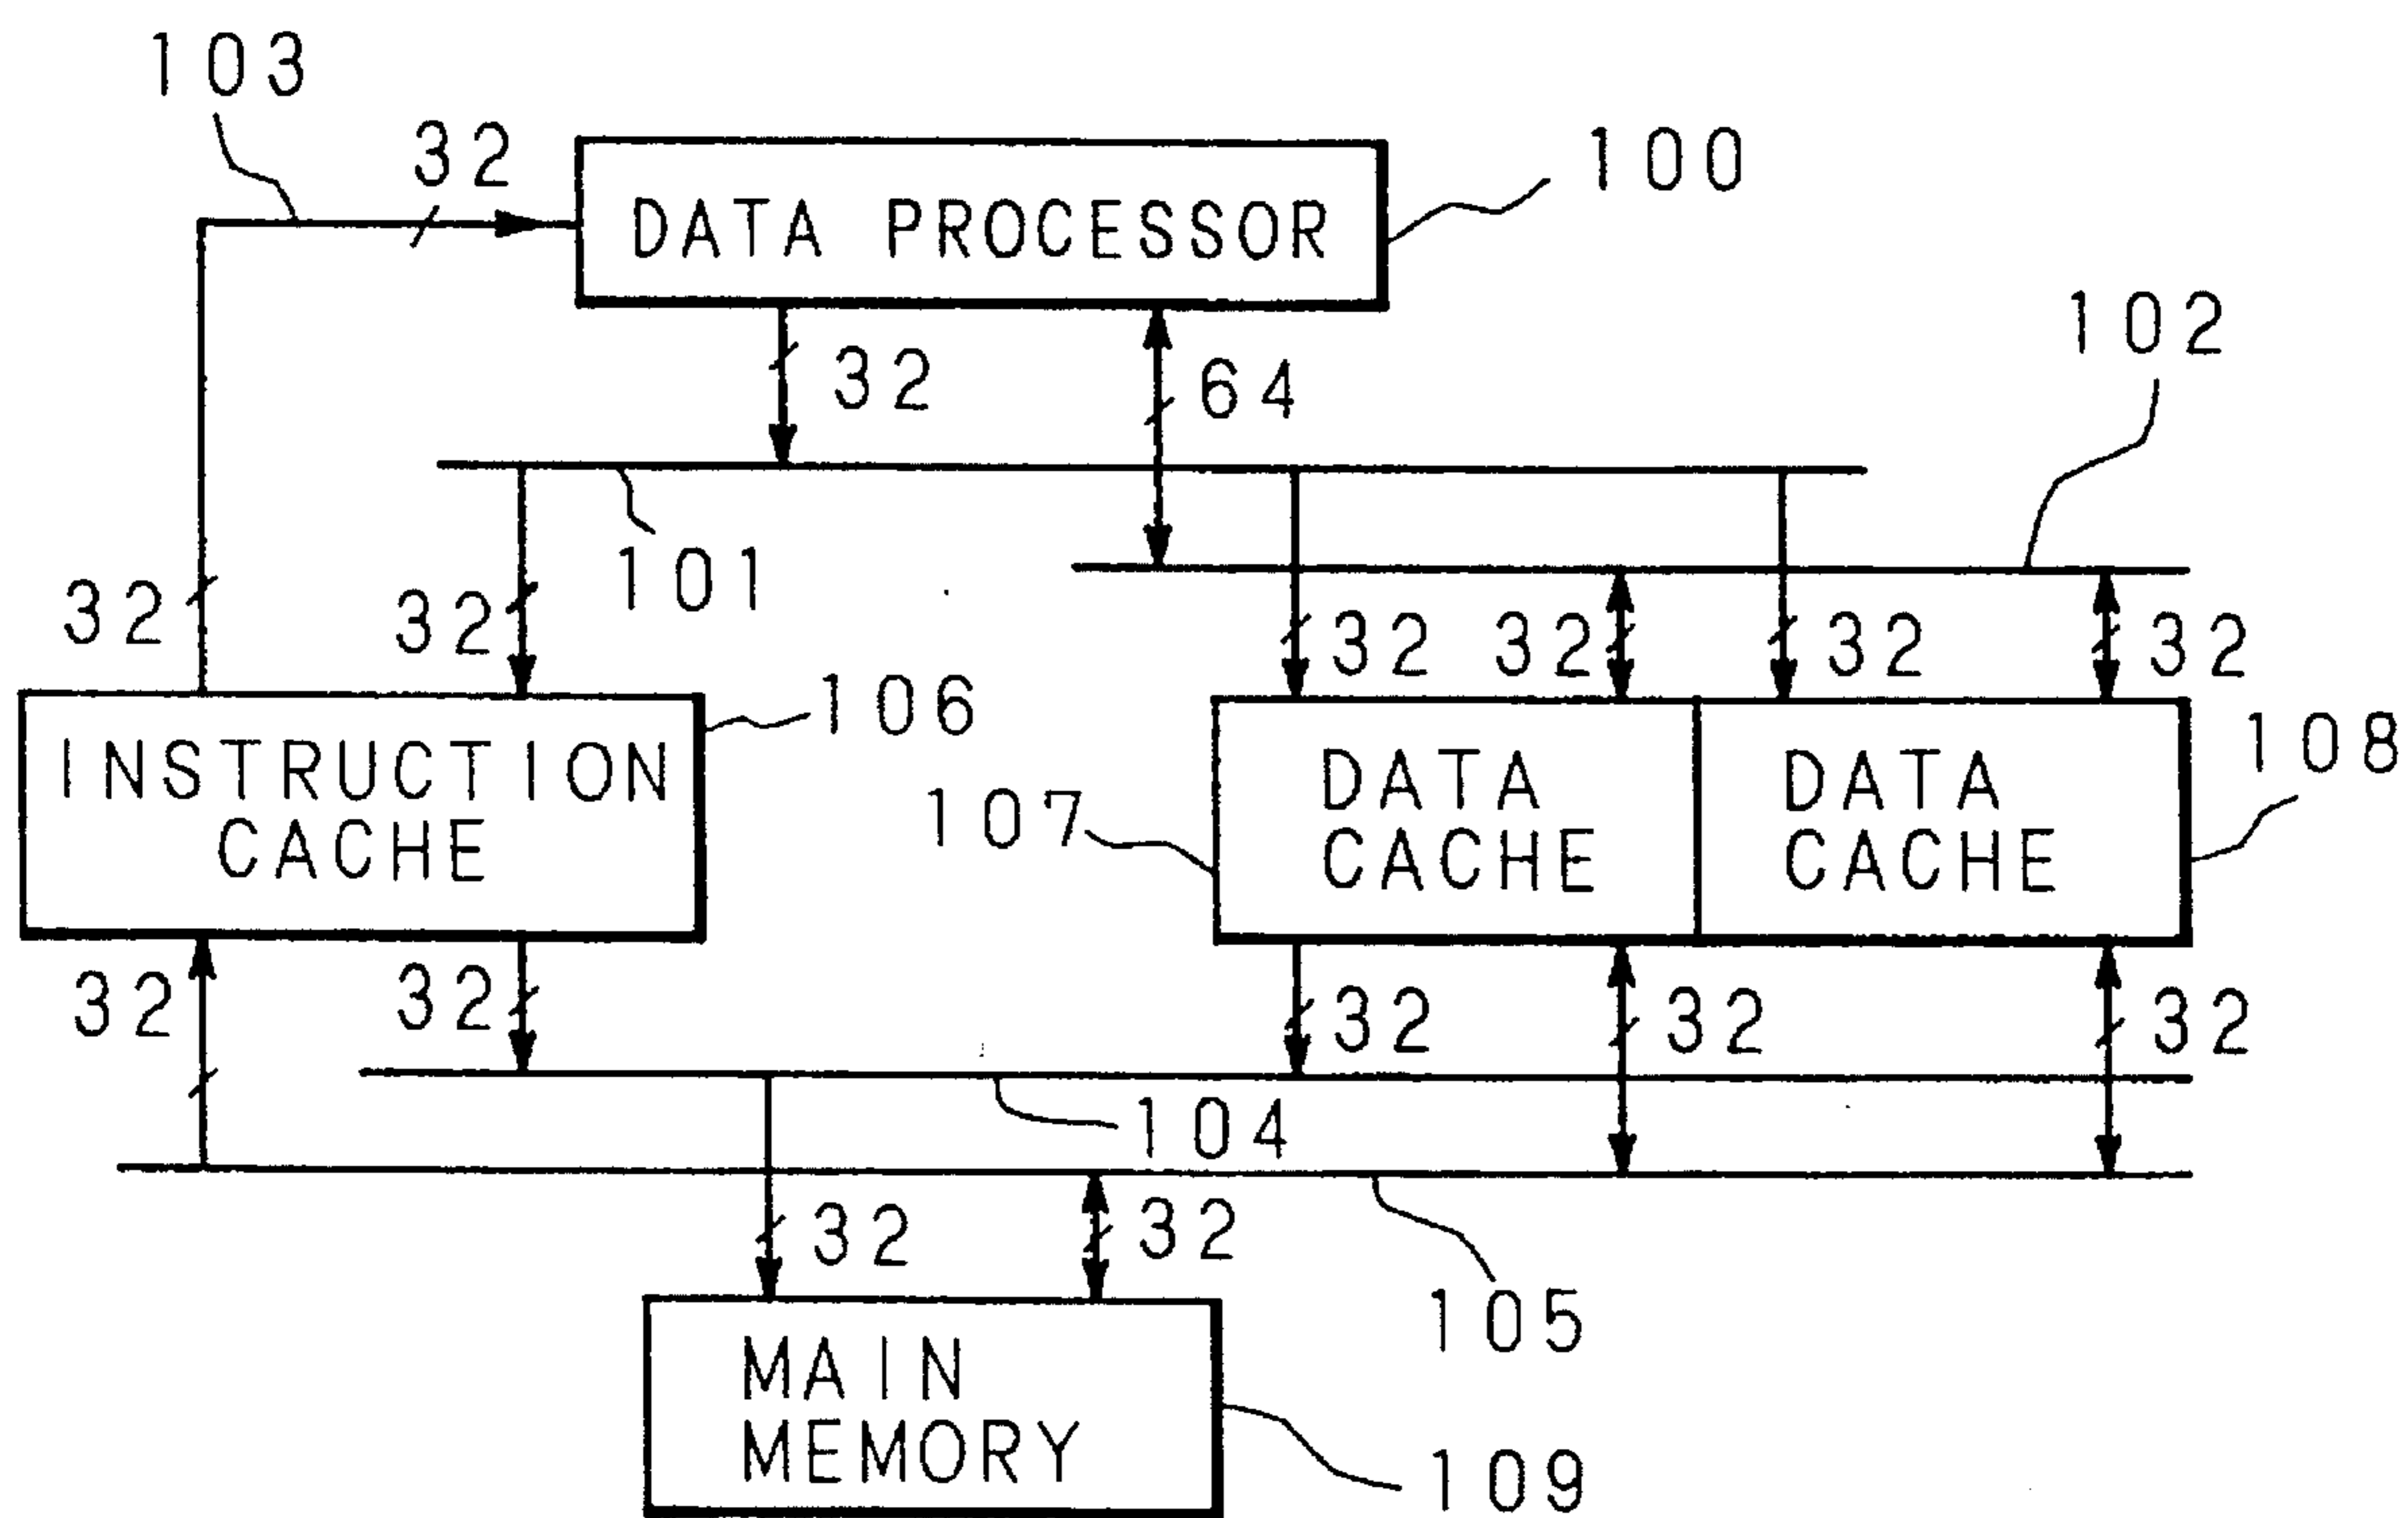 103
32
100
DATA PROCESSOR
102
32
64
101
32
32
32
32
32
32
106
108
INSTRUCTION
CACHE
107
DATA
CACHE
DATA
CACHE
32
32
32
32
32
104
32
32
105
MAIN
MEMORY
109